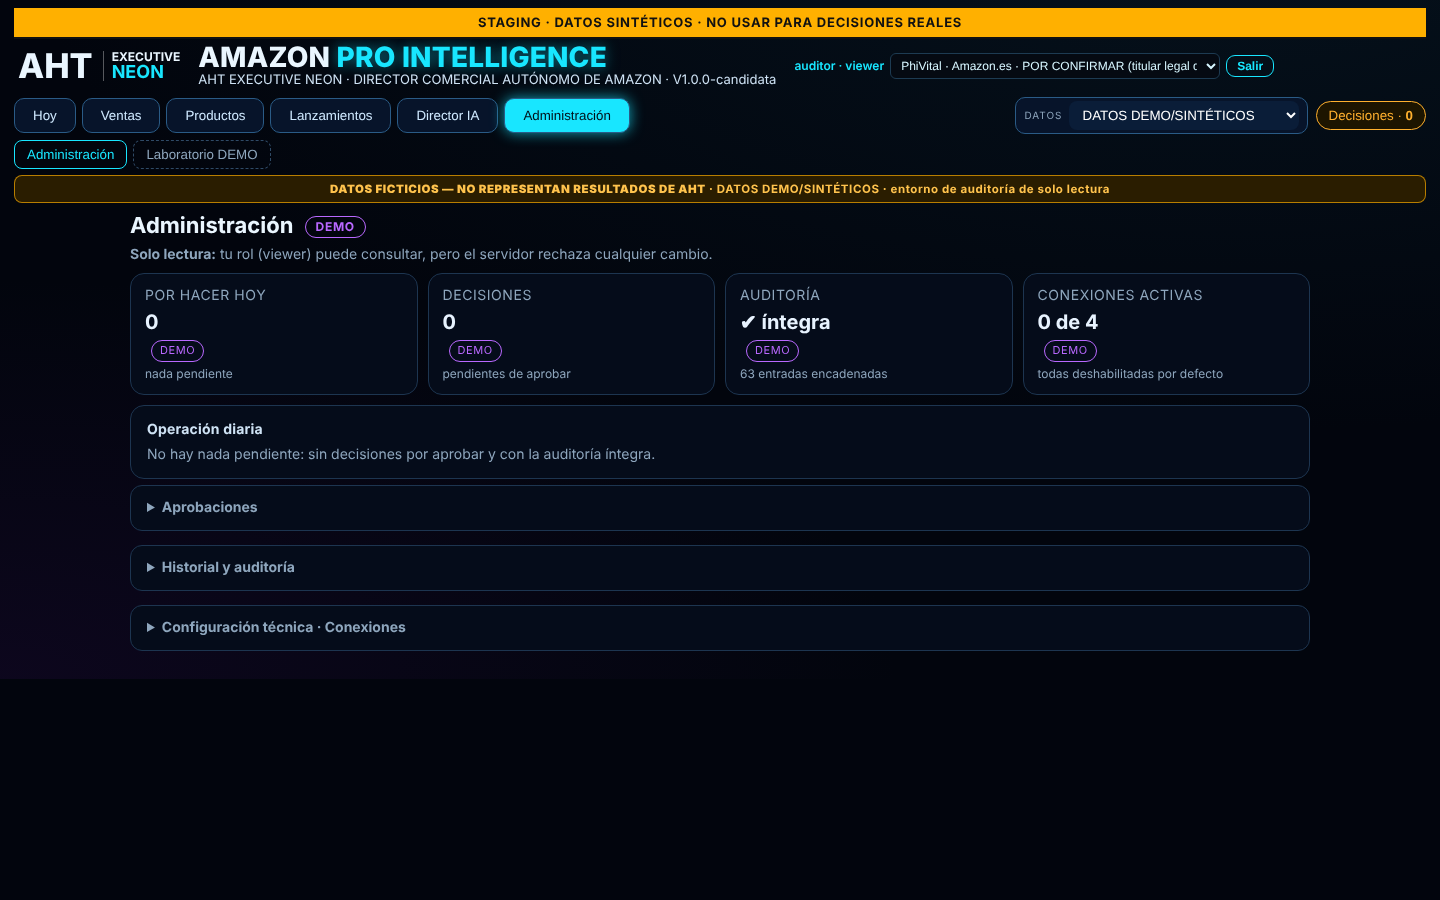 STAGING · DATOS SINTÉTICOS · NO USAR PARA DECISIONES REALES
AHT EXECUTIVE NEON
AMAZON PRO INTELLIGENCE
AHT EXECUTIVE NEON · DIRECTOR COMERCIAL AUTÓNOMO DE AMAZON · V1.0.0-candidata
auditor · viewer
PhiVital · Amazon.es · POR CONFIRMAR (titular legal c
Salir
Hoy
Ventas
Productos
Lanzamientos
Director IA
Administración
DATOS
DATOS DEMO/SINTÉTICOS
Decisiones · 0
Administración
Laboratorio DEMO
DATOS FICTICIOS — NO REPRESENTAN RESULTADOS DE AHT · DATOS DEMO/SINTÉTICOS · entorno de auditoría de solo lectura
Administración DEMO
Solo lectura: tu rol (viewer) puede consultar, pero el servidor rechaza cualquier cambio.
POR HACER HOY
0
DEMO
nada pendiente
DECISIONES
0
DEMO
pendientes de aprobar
AUDITORÍA
✔ íntegra
DEMO
63 entradas encadenadas
CONEXIONES ACTIVAS
0 de 4
DEMO
todas deshabilitadas por defecto
Operación diaria
No hay nada pendiente: sin decisiones por aprobar y con la auditoría íntegra.
▶ Aprobaciones
▶ Historial y auditoría
▶ Configuración técnica · Conexiones